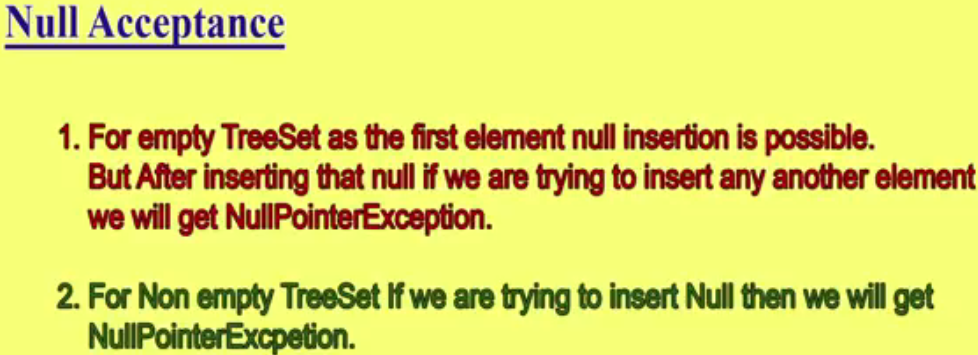 Null Acceptance
1. For empty TreeSet as the first element null insertion is possible.
But After inserting that null if we are trying to insert any another element
we will get NullPointerException.
2. For Non empty TreeSet If we are trying to insert Null then we will get
NullPointerExcpetion.